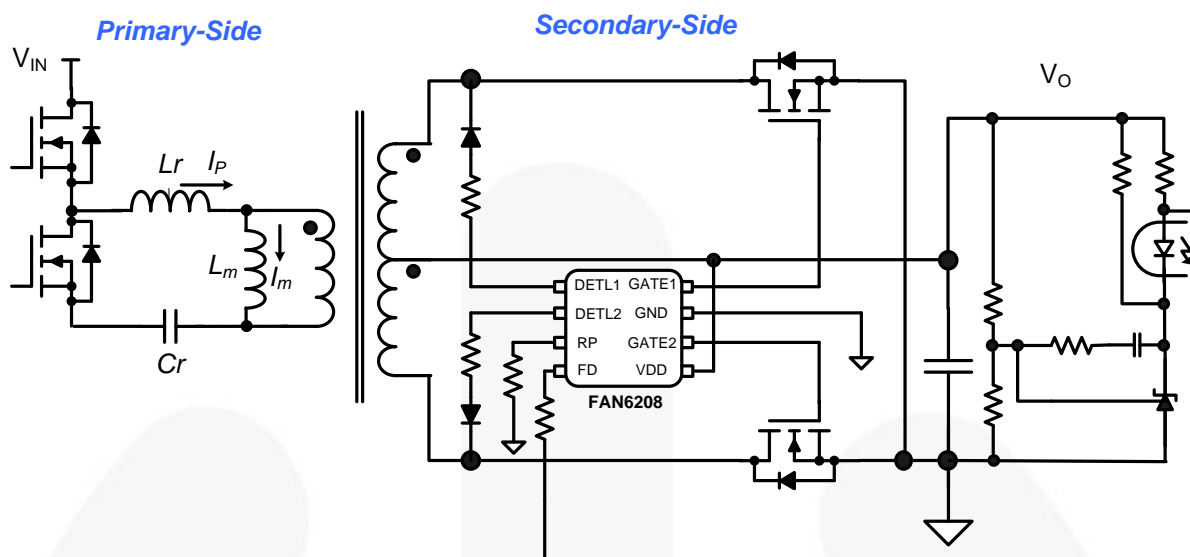 Primary-Side
Secondary-Side
VIN
VO
Lr
IP
Lm
Im
Cr
DETL1
GATE1
DETL2
GND
RP
GATE2
FD
VDD
FAN6208